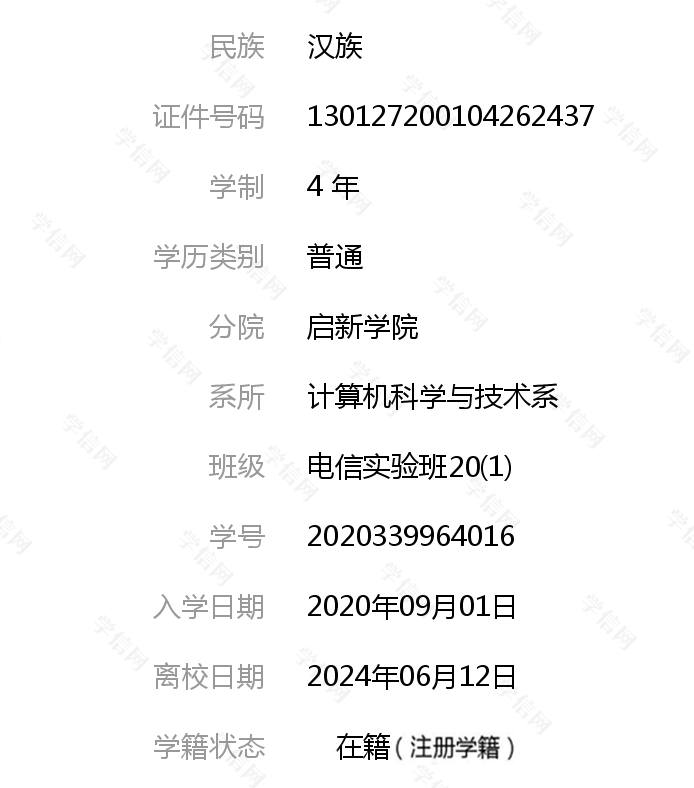 民族 汉族
证件号码 130127200104262437
学制 4 年
学历类别 普通
分院 启新学院
系所 计算机科学与技术系
班级 电信实验班20(1)
学号 2020339964016
入学日期 2020年09月01日
离校日期 2024年06月12日
学籍状态 在籍(注册学籍)
学信网